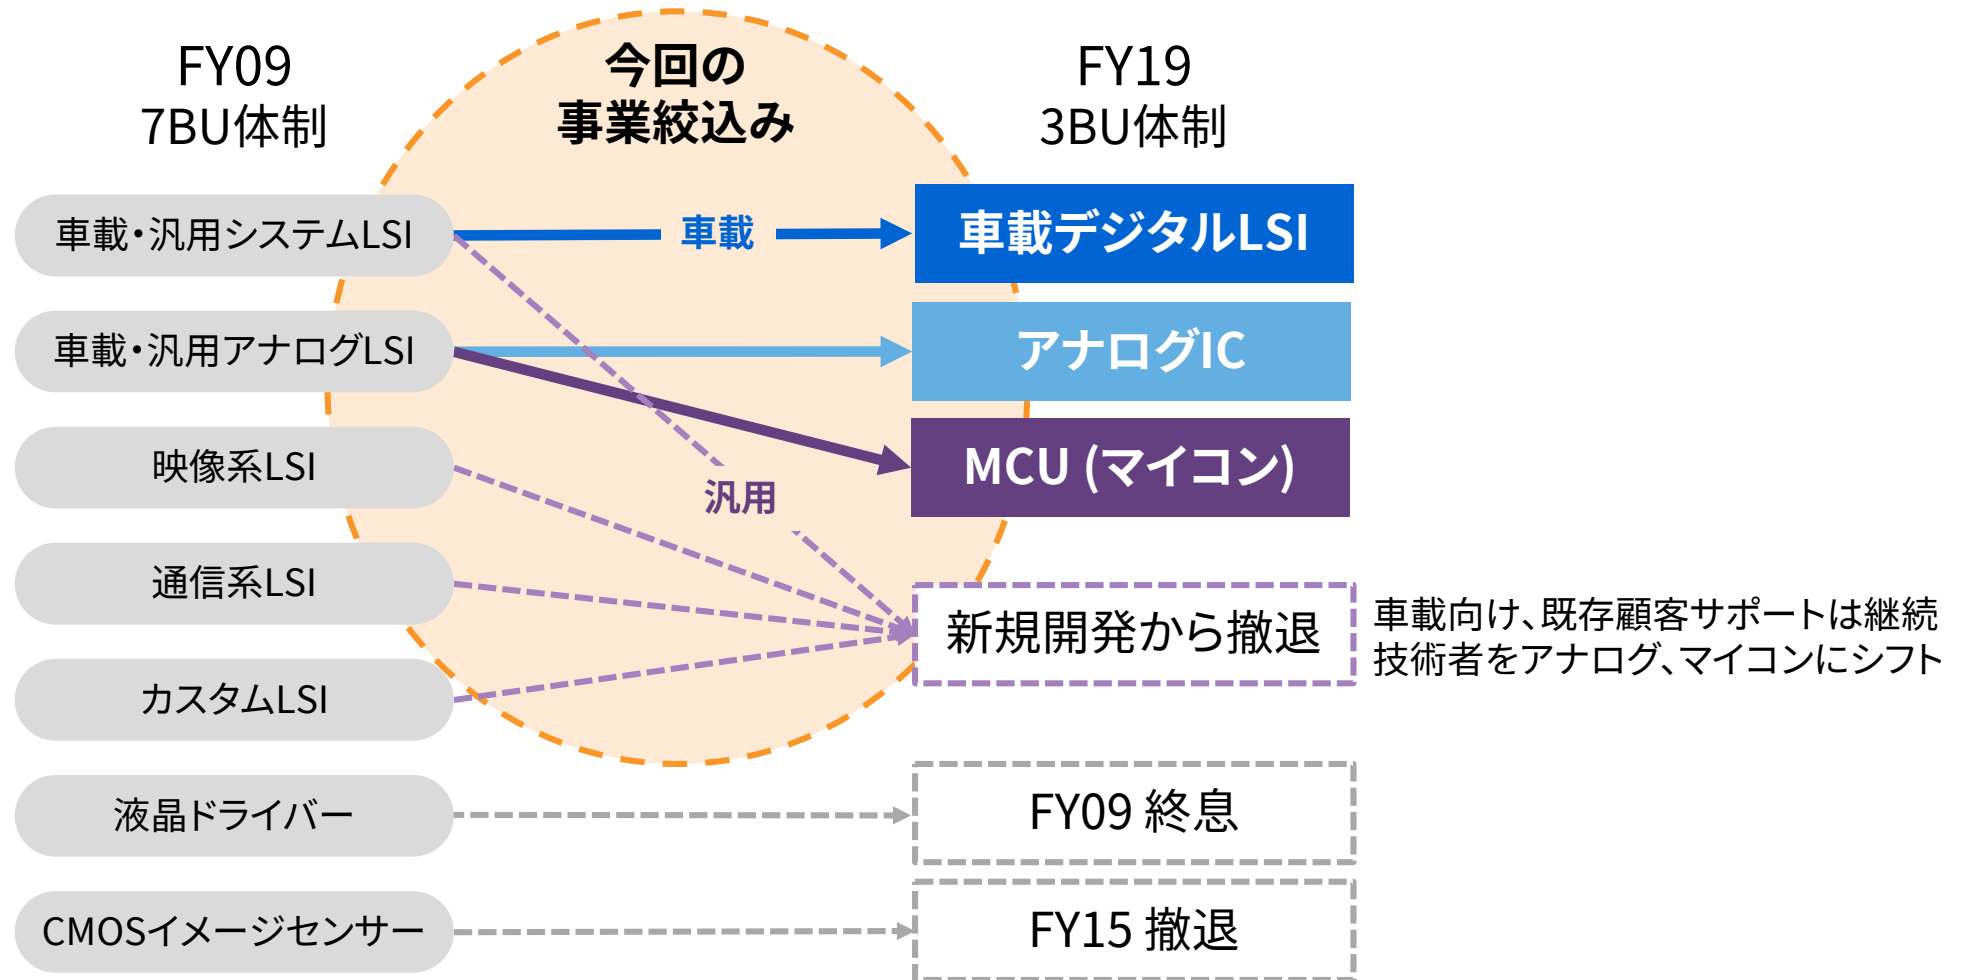 FY09
7BU体制
今回の
事業絞込み
FY19
3BU体制
車載・汎用システムLSI
車載
車載デジタルLSI
車載・汎用アナログLSI
アナログIC
映像系LSI
MCU (マイコン)
汎用
通信系LSI
新規開発から撤退
車載向け、既存顧客サポートは継続
技術者をアナログ、マイコンにシフト
カスタムLSI
液晶ドライバー
FY09 終息
CMOSイメージセンサー
FY15 撤退